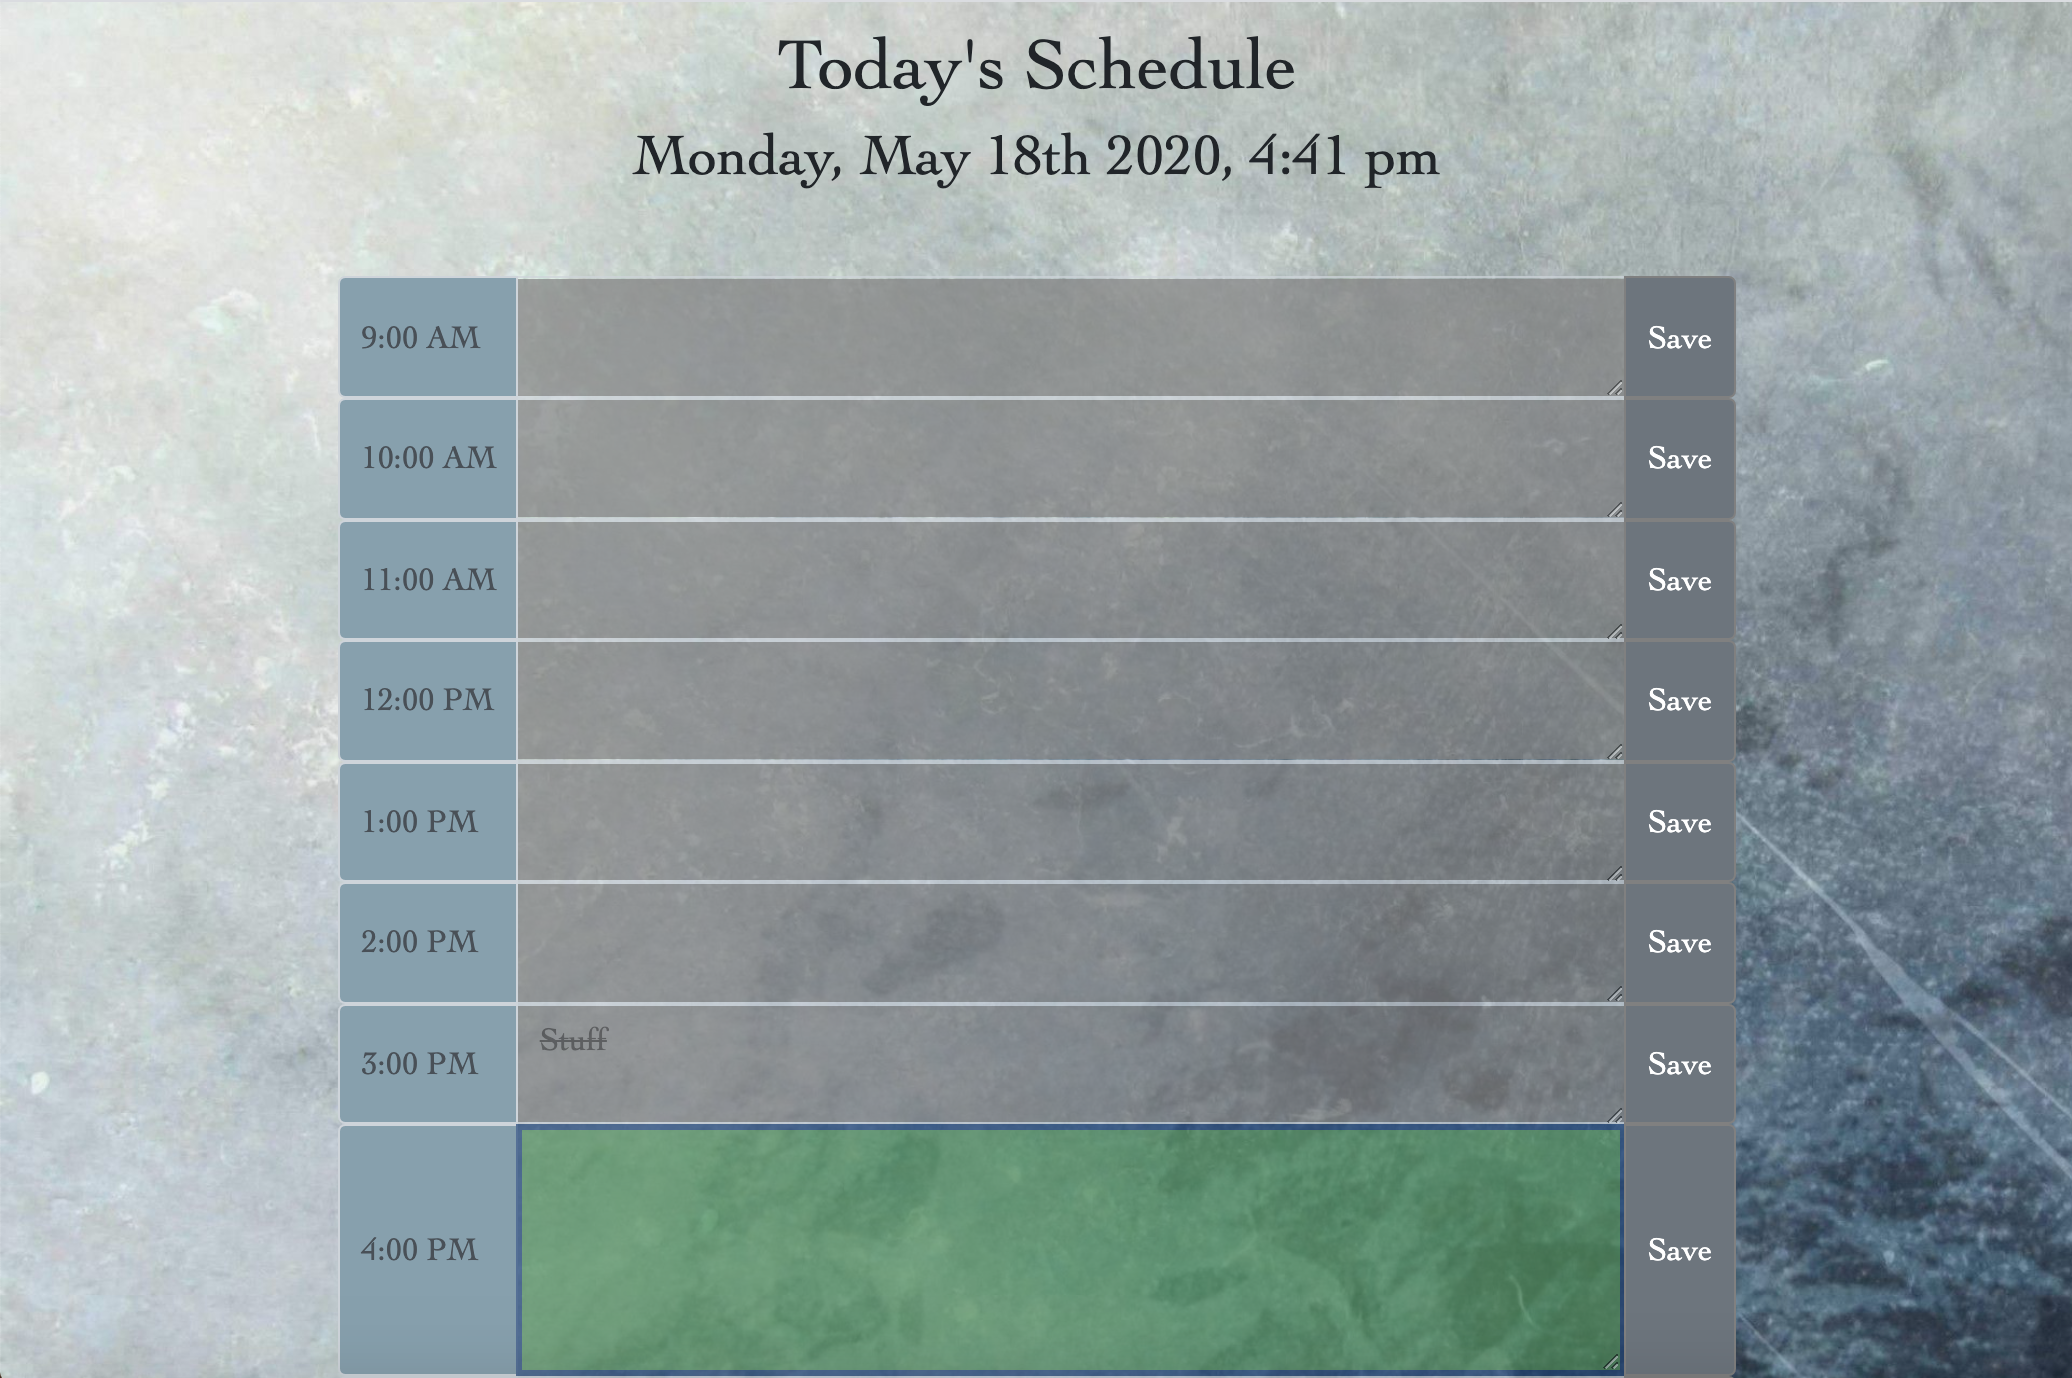 Today's Schedule
Monday, May 18th 2020, 4:41 pm
9:00 AM Save
10:00 AM Save
11:00 AM Save
12:00 PM Save
1:00 PM Save
2:00 PM Save
3:00 PM Stuff Save
4:00 PM Save